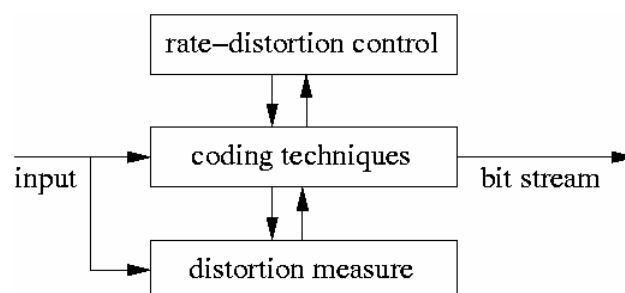 rate–distortion control
coding techniques
input
bit stream
distortion measure